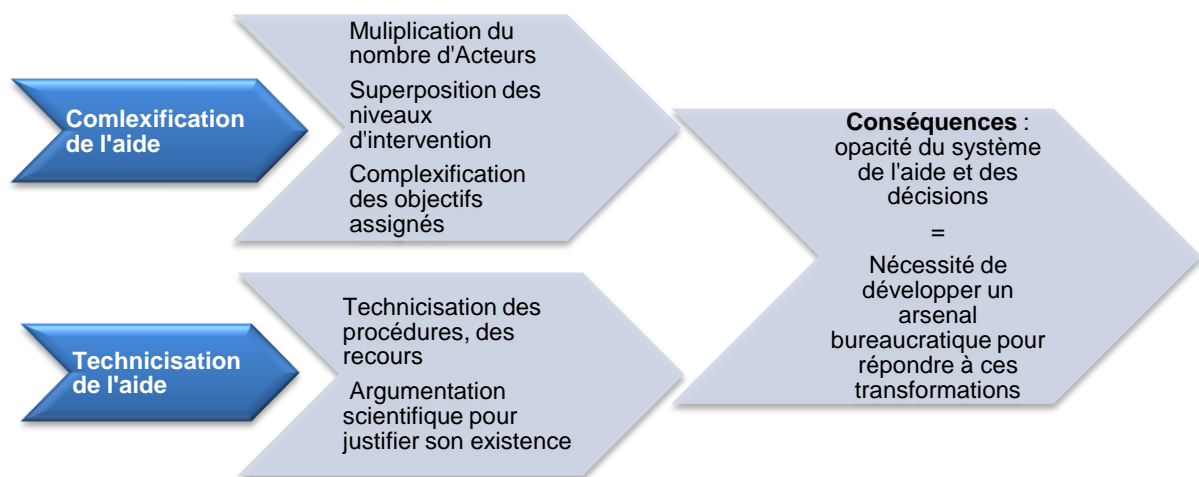 Comlexification
de l'aide
Muliplication du
nombre d'Acteurs
Superposition des
niveaux
d'intervention
Complexification
des objectifs
assignés
Technicisation
de l'aide
Technicisation des
procédures, des
recours
Argumentation
scientifique pour
justifier son existence
Conséquences :
opacité du système
de l'aide et des
décisions
=
Nécessité de
développer un
arsenal
bureaucratique pour
répondre à ces
transformations